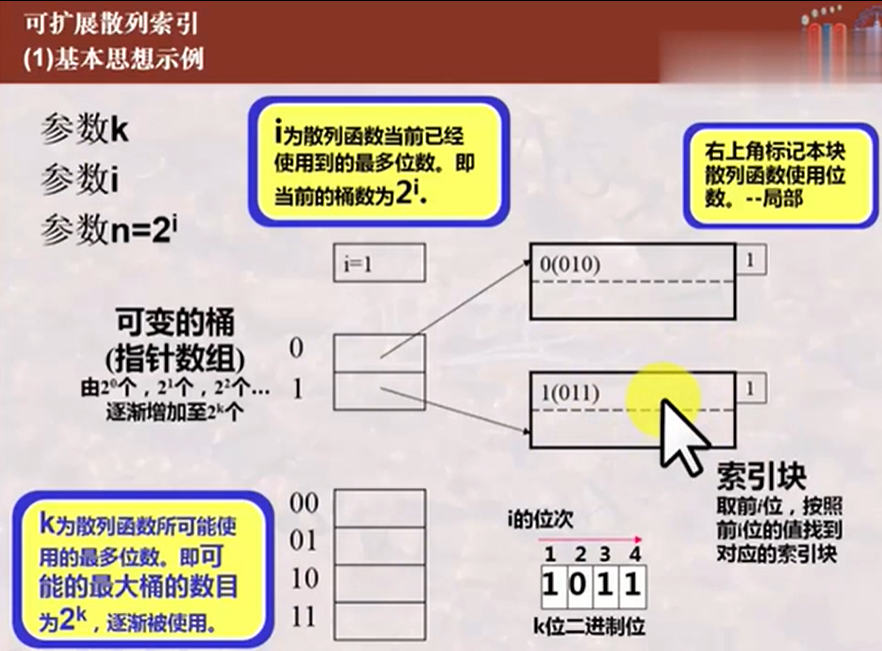 可扩展散列索引
(1)基本思想示例
参数k
参数i
参数n=2ⁱ
i为散列函数当前已经
使用到的最多位数。即
当前的桶数为2ⁱ.
右上角标记本块
散列函数使用位
数。--局部
i=1
0(010)
1
可变的桶
(指针数组)
由2⁰个，2¹个，2²个...
逐渐增加至2ᵏ个
0
1
1(011)
1
索引块
取前i位，按照
前i位的值找到
对应的索引块
k为散列函数所可能使
用的最多位数。即可
能的最大桶的数目
为2ᵏ，逐渐被使用。
00
01
10
11
i的位次
1 2 3 4
1 0 1 1
k位二进制位